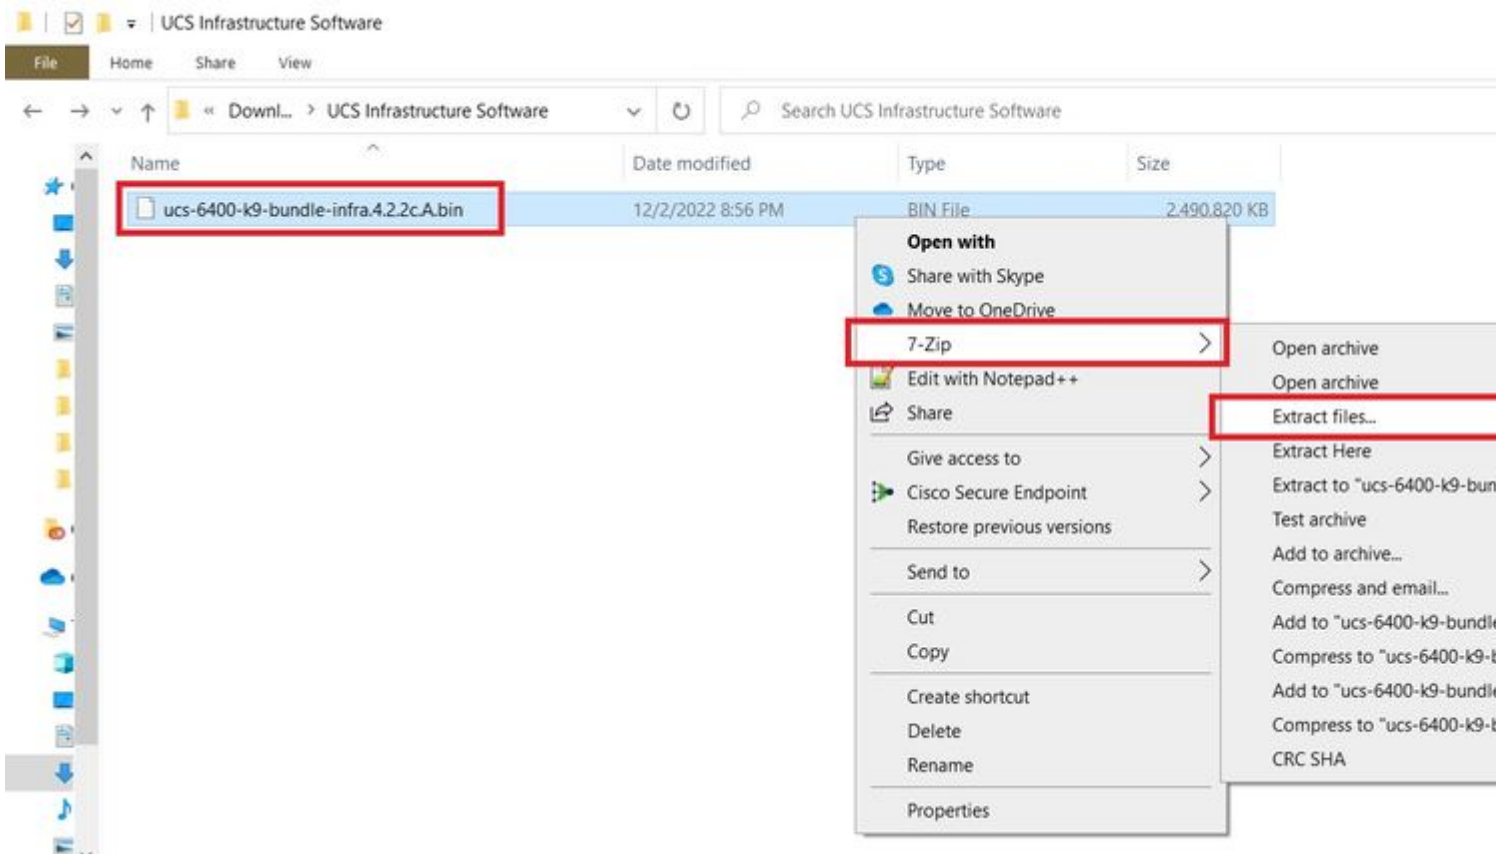 UCS Infrastructure Software
File Home Share View
« Downl... > UCS Infrastructure Software Search UCS Infrastructure Software
Name Date modified Type Size
ucs-6400-k9-bundle-infra.4.2.2c.A.bin 12/2/2022 8:56 PM BIN File 2.490.820 KB
Open with
Share with Skype
Move to OneDrive
7-Zip
Edit with Notepad++
Share
Give access to
Cisco Secure Endpoint
Restore previous versions
Send to
Cut
Copy
Create shortcut
Delete
Rename
Properties
Open archive
Open archive
Extract files...
Extract Here
Extract to "ucs-6400-k9-bun
Test archive
Add to archive...
Compress and email...
Add to "ucs-6400-k9-bundle
Compress to "ucs-6400-k9-b
Add to "ucs-6400-k9-bundle
Compress to "ucs-6400-k9-b
CRC SHA